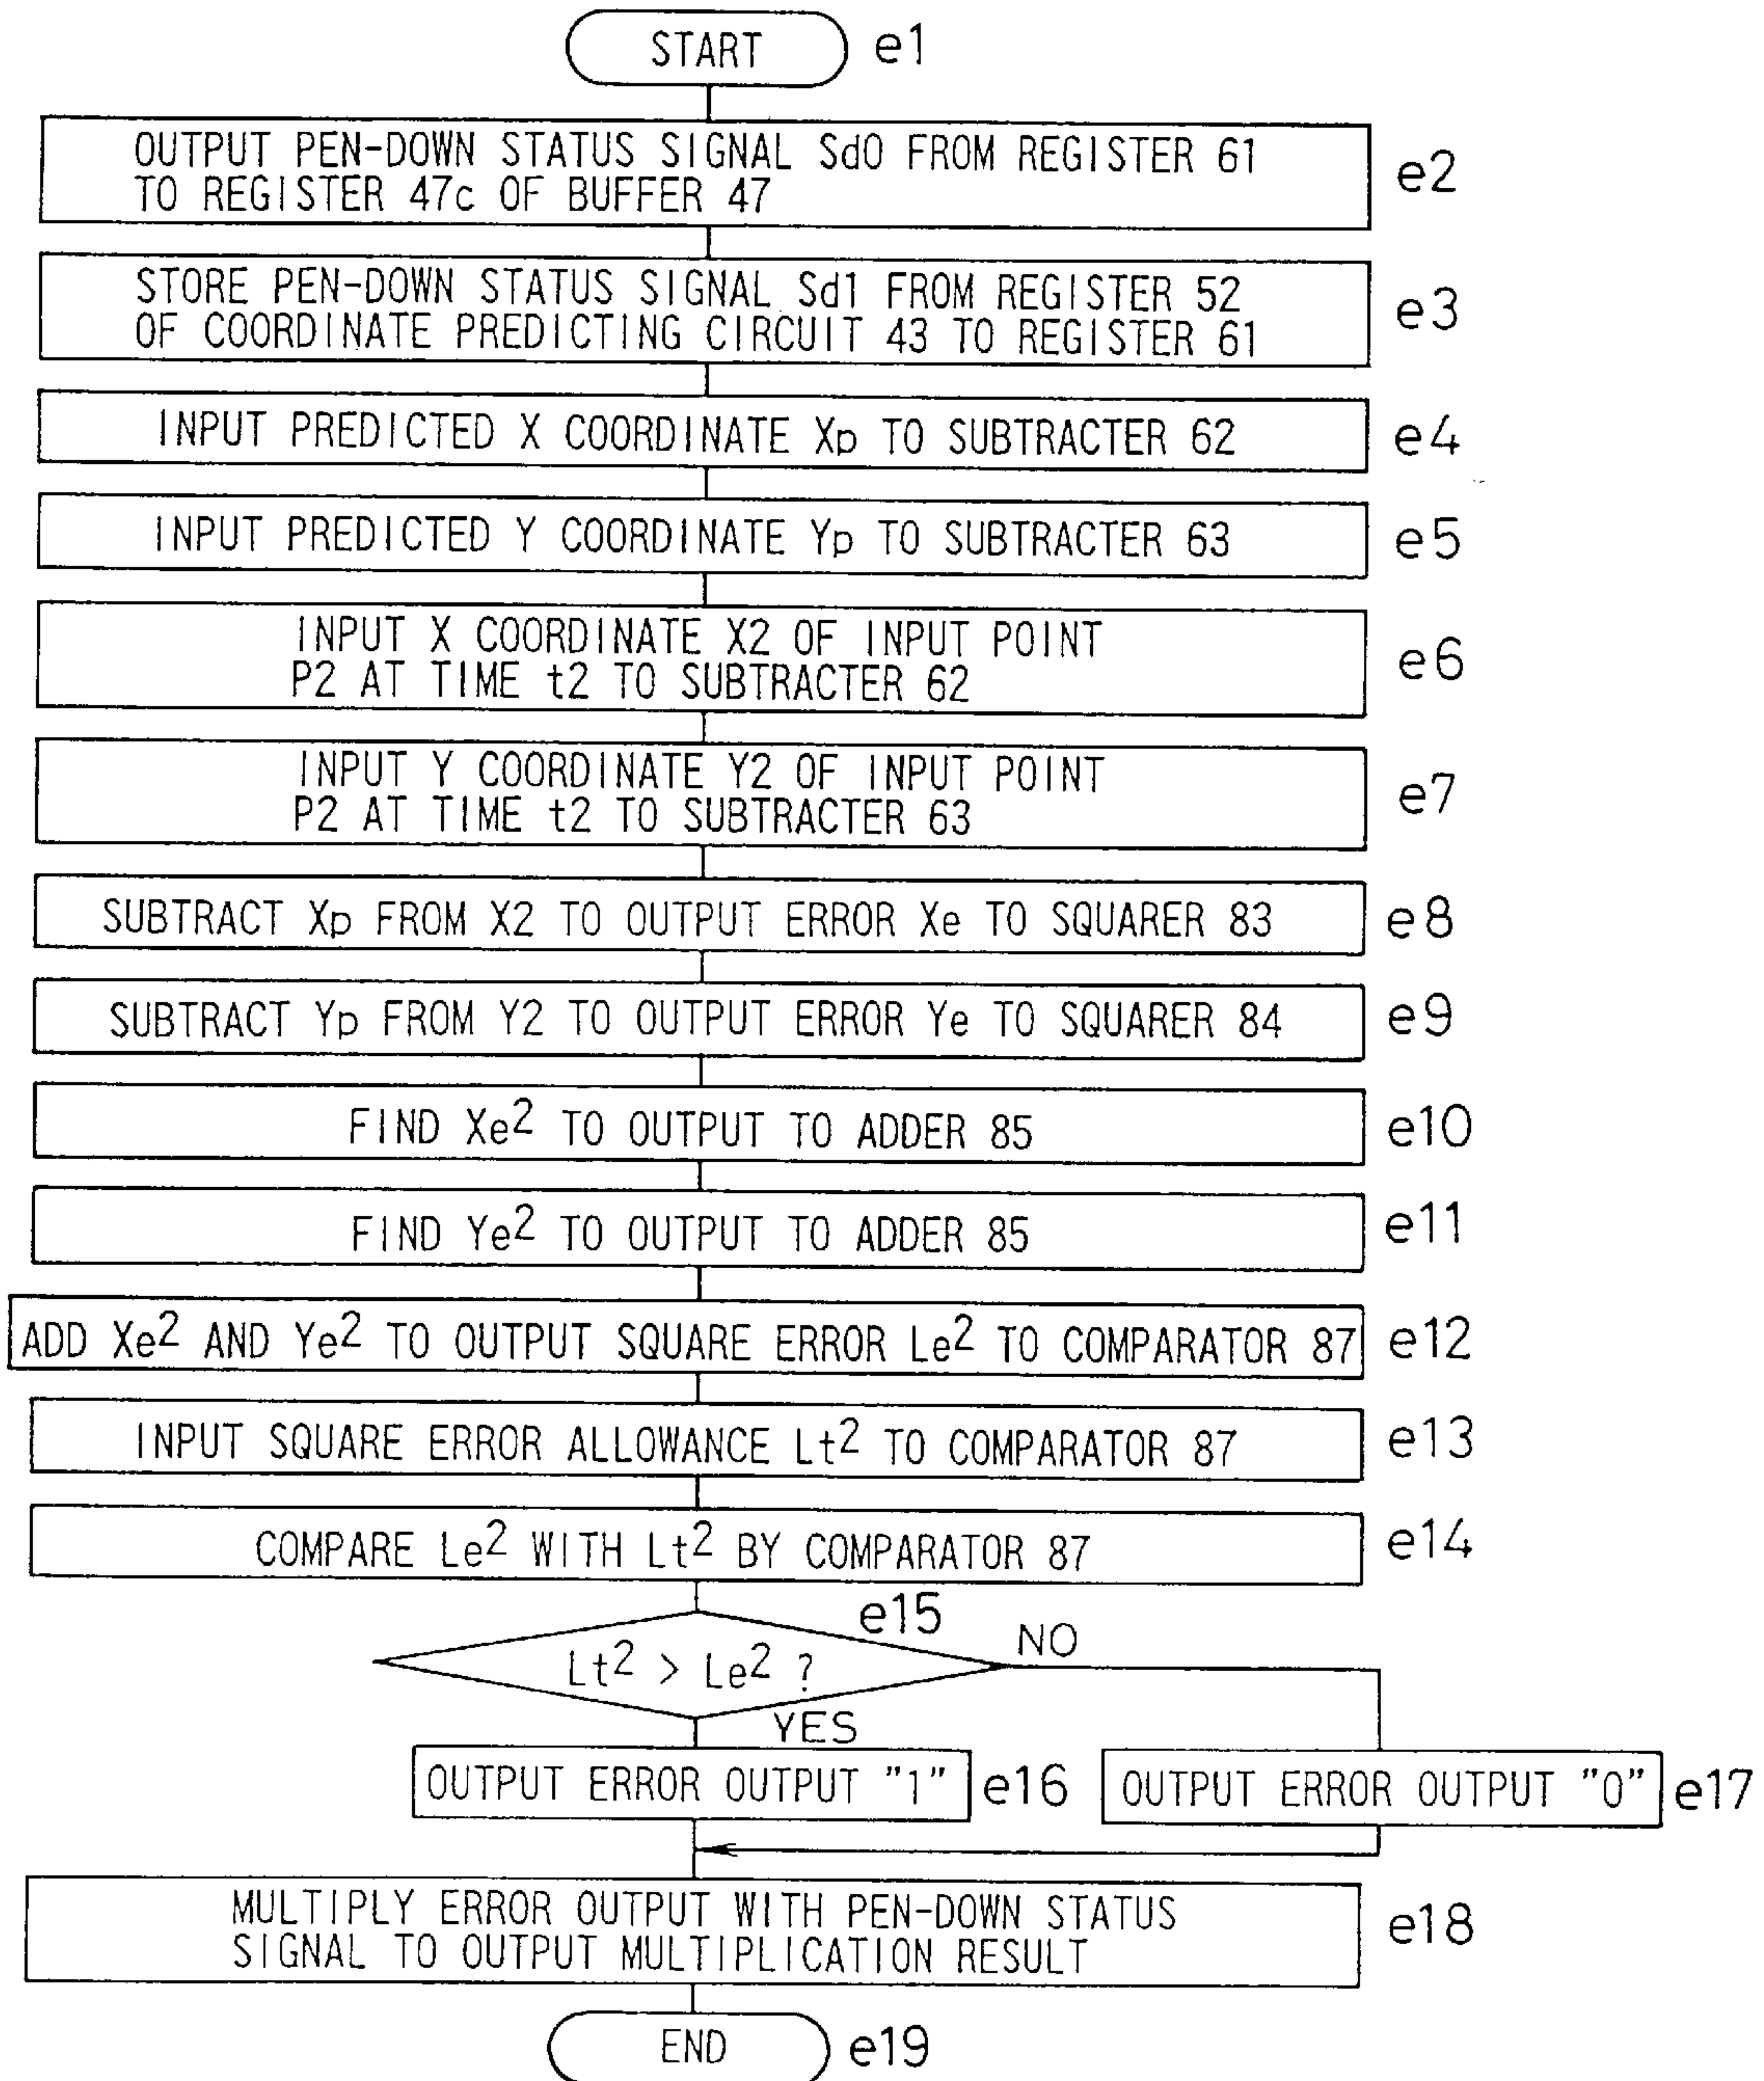 START e1
OUTPUT PEN-DOWN STATUS SIGNAL Sd0 FROM REGISTER 61
TO REGISTER 47c OF BUFFER 47
e2
STORE PEN-DOWN STATUS SIGNAL Sd1 FROM REGISTER 52
OF COORDINATE PREDICTING CIRCUIT 43 TO REGISTER 61
e3
INPUT PREDICTED X COORDINATE Xp TO SUBTRACTER 62 e4
INPUT PREDICTED Y COORDINATE Yp TO SUBTRACTER 63 e5
INPUT X COORDINATE X2 OF INPUT POINT
P2 AT TIME t2 TO SUBTRACTER 62
e6
INPUT Y COORDINATE Y2 OF INPUT POINT
P2 AT TIME t2 TO SUBTRACTER 63
e7
SUBTRACT Xp FROM X2 TO OUTPUT ERROR Xe TO SQUARER 83 e8
SUBTRACT Yp FROM Y2 TO OUTPUT ERROR Ye TO SQUARER 84 e9
FIND Xe² TO OUTPUT TO ADDER 85 e10
FIND Ye² TO OUTPUT TO ADDER 85 e11
ADD Xe² AND Ye² TO OUTPUT SQUARE ERROR Le² TO COMPARATOR 87 e12
INPUT SQUARE ERROR ALLOWANCE Lt² TO COMPARATOR 87 e13
COMPARE Le² WITH Lt² BY COMPARATOR 87 e14
e15
Lt² > Le² ? NO
YES
OUTPUT ERROR OUTPUT "1" e16 OUTPUT ERROR OUTPUT "0" e17
MULTIPLY ERROR OUTPUT WITH PEN-DOWN STATUS
SIGNAL TO OUTPUT MULTIPLICATION RESULT
e18
END e19